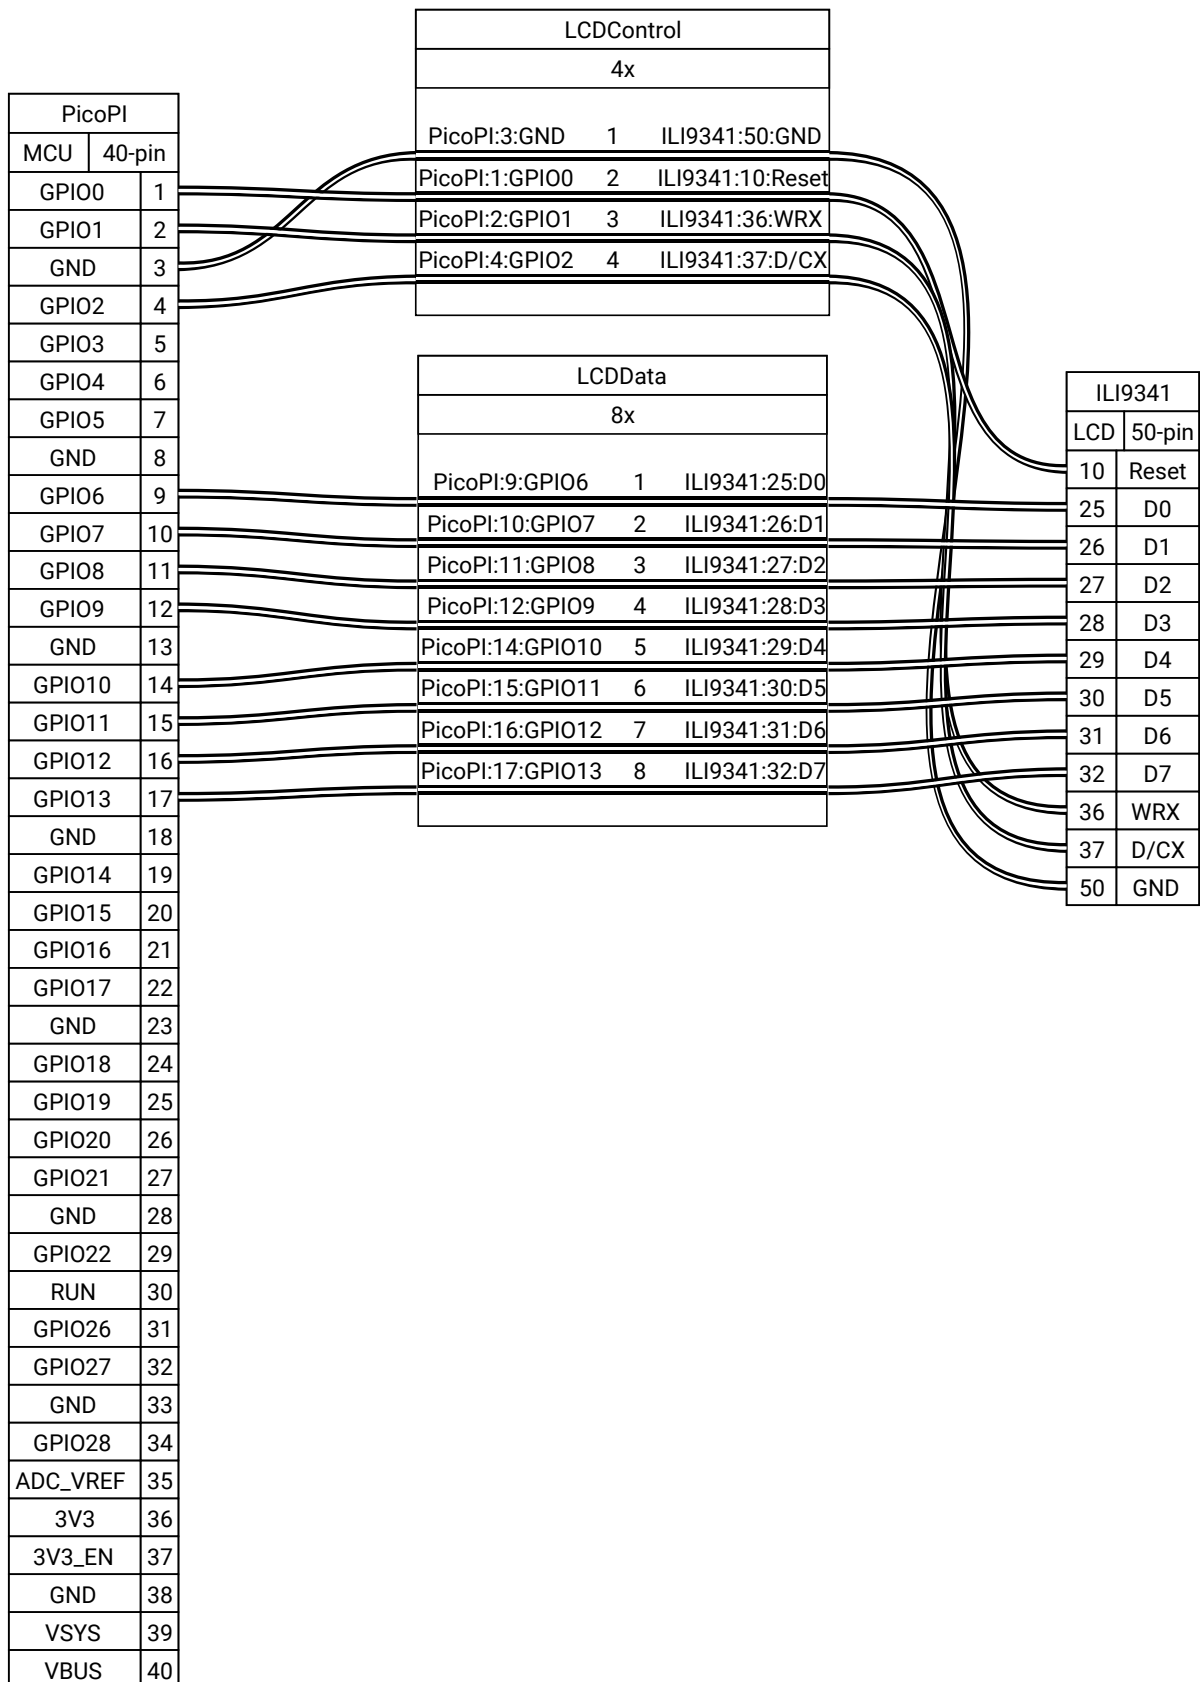 LCDControl
4x
PicoPI:3:GND 1 ILI9341:50:GND
PicoPI:1:GPIO0 2 ILI9341:10:Reset
PicoPI:2:GPIO1 3 ILI9341:36:WRX
PicoPI:4:GPIO2 4 ILI9341:37:D/CX
PicoPI
MCU 40-pin
GPIO0 1
GPIO1 2
GND 3
GPIO2 4
GPIO3 5
GPIO4 6
GPIO5 7
GND 8
GPIO6 9
GPIO7 10
GPIO8 11
GPIO9 12
GND 13
GPIO10 14
GPIO11 15
GPIO12 16
GPIO13 17
GND 18
GPIO14 19
GPIO15 20
GPIO16 21
GPIO17 22
GND 23
GPIO18 24
GPIO19 25
GPIO20 26
GPIO21 27
GND 28
GPIO22 29
RUN 30
GPIO26 31
GPIO27 32
GND 33
GPIO28 34
ADC_VREF 35
3V3 36
3V3_EN 37
GND 38
VSYS 39
VBUS 40
LCDData
8x
PicoPI:9:GPIO6 1 ILI9341:25:D0
PicoPI:10:GPIO7 2 ILI9341:26:D1
PicoPI:11:GPIO8 3 ILI9341:27:D2
PicoPI:12:GPIO9 4 ILI9341:28:D3
PicoPI:14:GPIO10 5 ILI9341:29:D4
PicoPI:15:GPIO11 6 ILI9341:30:D5
PicoPI:16:GPIO12 7 ILI9341:31:D6
PicoPI:17:GPIO13 8 ILI9341:32:D7
ILI9341
LCD 50-pin
10 Reset
25 D0
26 D1
27 D2
28 D3
29 D4
30 D5
31 D6
32 D7
36 WRX
37 D/CX
50 GND